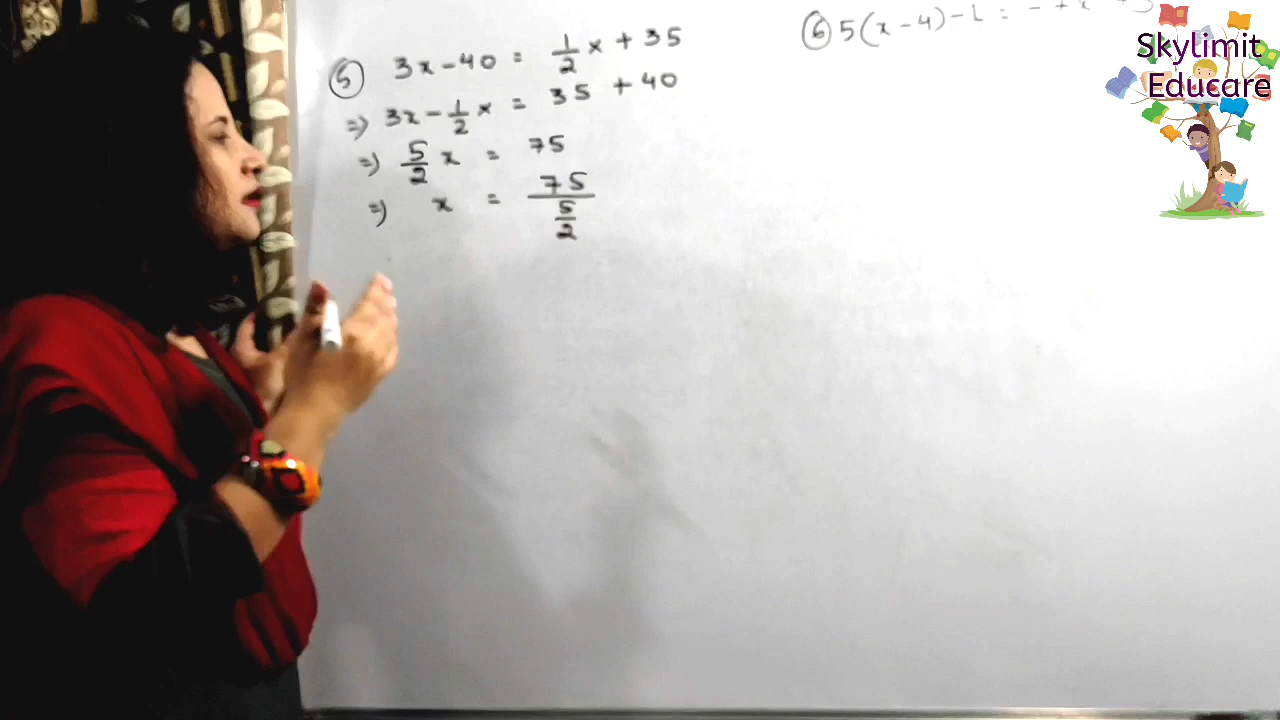 (5) 3x - 40 = 1/2 x + 35
=) 3x - 1/2 x = 35 + 40
=) 5/2 x = 75
=) x = 75/(5/2)
(6) 5(x - 4) -
Skylimit
Educare